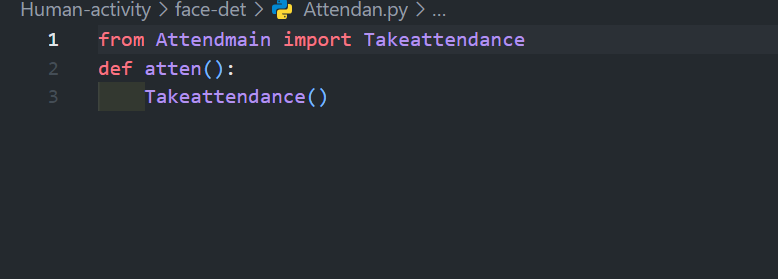 Human-activity > face-det > Attendan.py > ...
1 from Attendmain import Takeattendance
2 def atten():
3     Takeattendance()